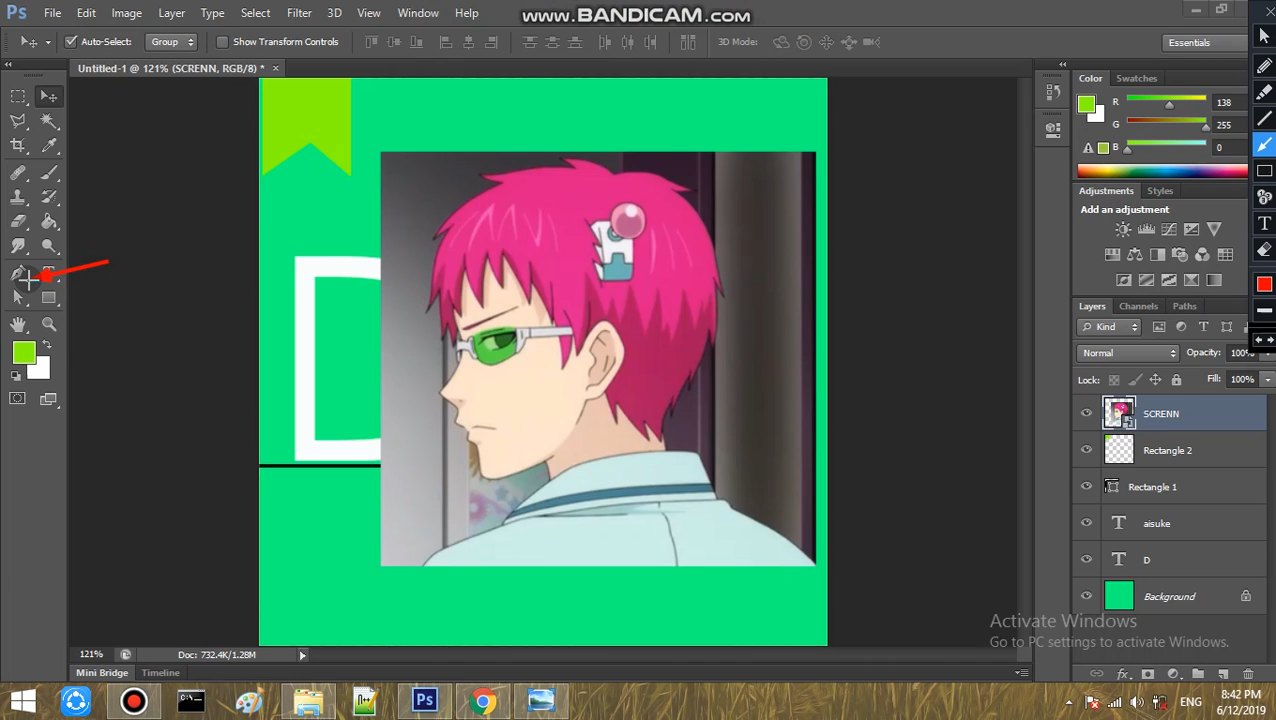 www.BANDICAM.com
Ps File Edit Image Layer Type Select Filter 3D View Window Help
Auto-Select: Group Show Transform Controls 3D Mode: Essentials
Untitled-1 @ 121% (SCRENN, RGB/8) *
Color Swatches
R 138
G 255
B 0
Adjustments Styles
Add an adjustment
Layers Channels Paths
Kind
Normal Opacity: 100%
Lock: Fill: 100%
SCRENN
Rectangle 2
Rectangle 1
T aisuke
T D
Background
D
Activate Windows
Go to PC settings to activate Windows.
121% Doc: 732.4K/1.28M
Mini Bridge Timeline
Ps ENG 8:42 PM
6/12/2019